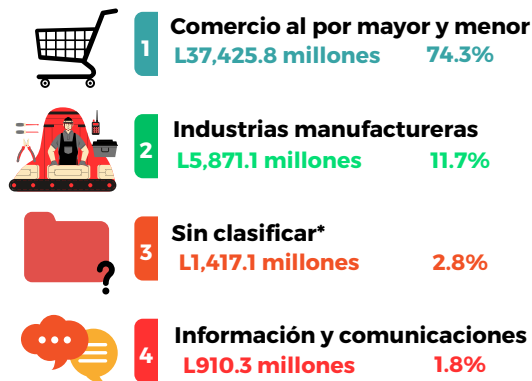 1
Comercio al por mayor y menor
L37,425.8 millones 74.3%
2
Industrias manufactureras
L5,871.1 millones 11.7%
3
Sin clasificar*
L1,417.1 millones 2.8%
?
4
Información y comunicaciones
L910.3 millones 1.8%